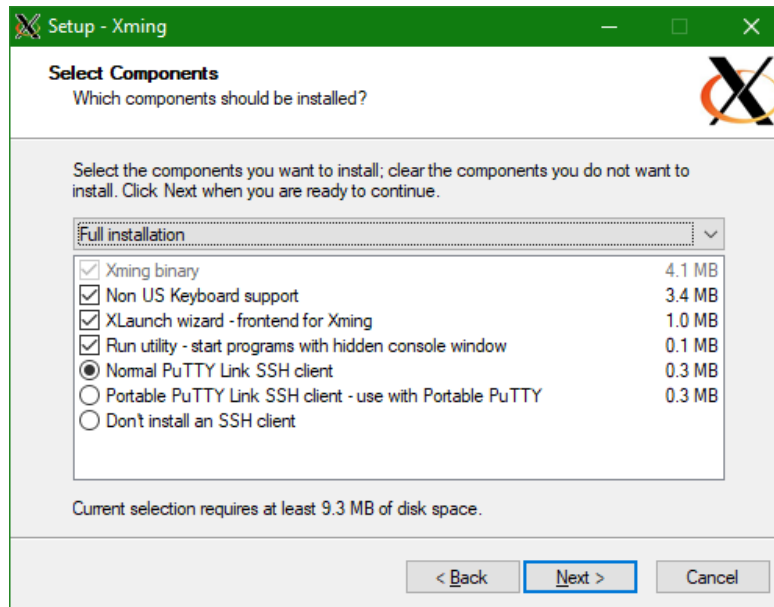 Setup - Xming
Select Components
Which components should be installed?
Select the components you want to install; clear the components you do not want to
install. Click Next when you are ready to continue.
Full installation
Xming binary 4.1 MB
Non US Keyboard support 3.4 MB
XLaunch wizard - frontend for Xming 1.0 MB
Run utility - start programs with hidden console window 0.1 MB
Normal PuTTY Link SSH client 0.3 MB
Portable PuTTY Link SSH client - use with Portable PuTTY 0.3 MB
Don't install an SSH client
Current selection requires at least 9.3 MB of disk space.
< Back Next > Cancel